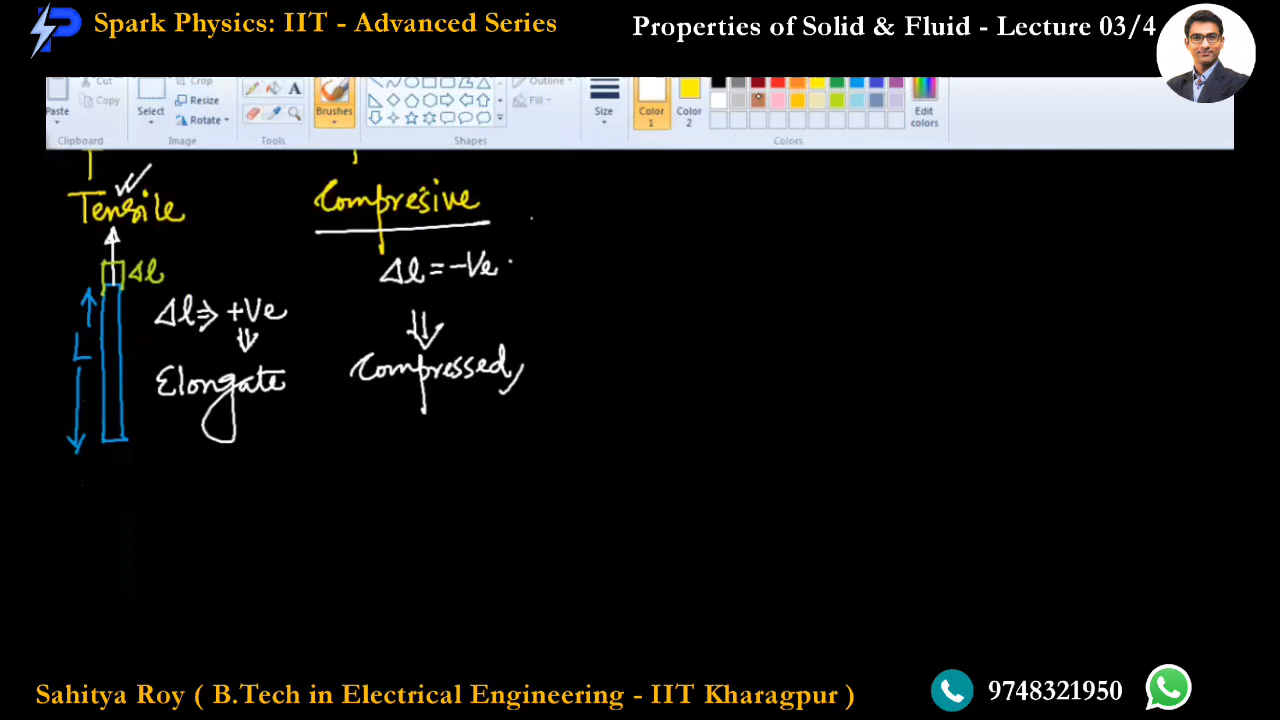 Spark Physics: IIT - Advanced Series
Properties of Solid & Fluid - Lecture 03/4
Cut
Copy
Paste
Clipboard
Select
Crop
Resize
Rotate
Image
A
Tools
Brushes
Outline
Fill
Shapes
Size
Color 1
Color 2
Edit colors
Colors
Tensile
Compresive
Δl
Δl = -Ve
Δl ⇒ +Ve
L
Elongate
Compressed,
Sahitya Roy ( B.Tech in Electrical Engineering - IIT Kharagpur )
9748321950